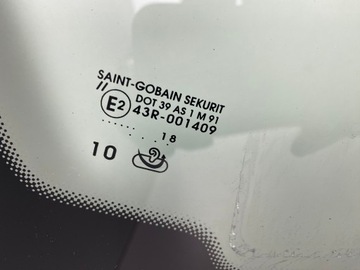 SAINT-GOBAIN SEKURIT
//
E2
DOT 39 AS 1 M 91
43R-001409
18
10